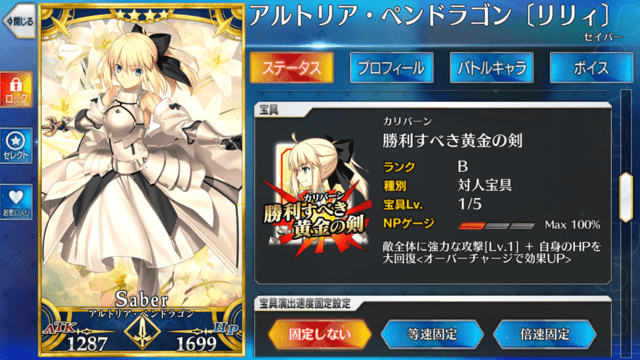 閉じる
アルトリア・ペンドラゴン〔リリィ〕
セイバー
ロック
セレクト
お気に入り
ステータス
プロフィール
バトルキャラ
ボイス
宝具
カリバーン
勝利すべき黄金の剣
ランク B
種別 対人宝具
宝具Lv. 1/5
NPゲージ Max 100%
敵全体に強力な攻撃[Lv.1] + 自身のHPを
大回復<オーバーチャージで効果UP>
カリバーン
勝利すべき
黄金の剣
Saber
アルトリア・ペンドラゴン
ATK
1287
1699
HP
宝具演出速度固定設定
固定しない
等速固定
倍速固定